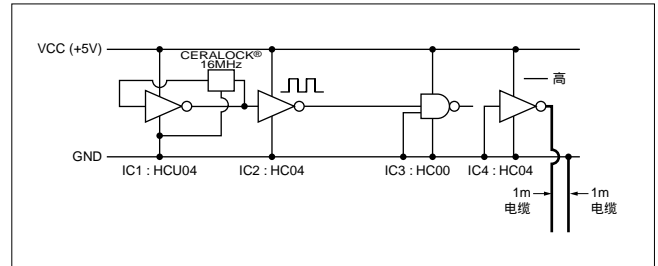 VCC (+5V)
CERALOCK®
16MHz
高
GND
IC1 : HCU04
IC2 : HC04
IC3 : HC00
IC4 : HC04
1m
电缆
1m
电缆